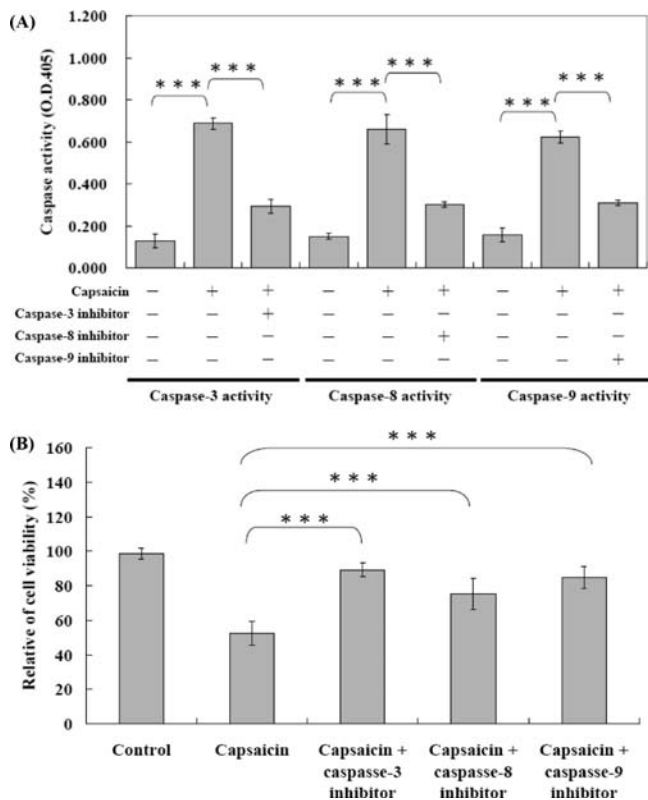 (A)
Caspase activity (O.D.405)
1.200
1.000
0.800
0.600
0.400
0.200
0.000
* * * * * *
* * * * * *
* * * * * *
Capsaicin − + + − + + − + +
Caspase-3 inhibitor − − + − − − − − −
Caspase-8 inhibitor − − − − − + − − −
Caspase-9 inhibitor − − − − − − − − +
Caspase-3 activity Caspase-8 activity Caspase-9 activity
(B)
Relative of cell viability (%)
160
140
120
100
80
60
40
20
0
* * *
* * *
* * *
Control
Capsaicin
Capsaicin +
caspasse-3
inhibitor
Capsaicin +
caspasse-8
inhibitor
Capsaicin +
caspasse-9
inhibitor